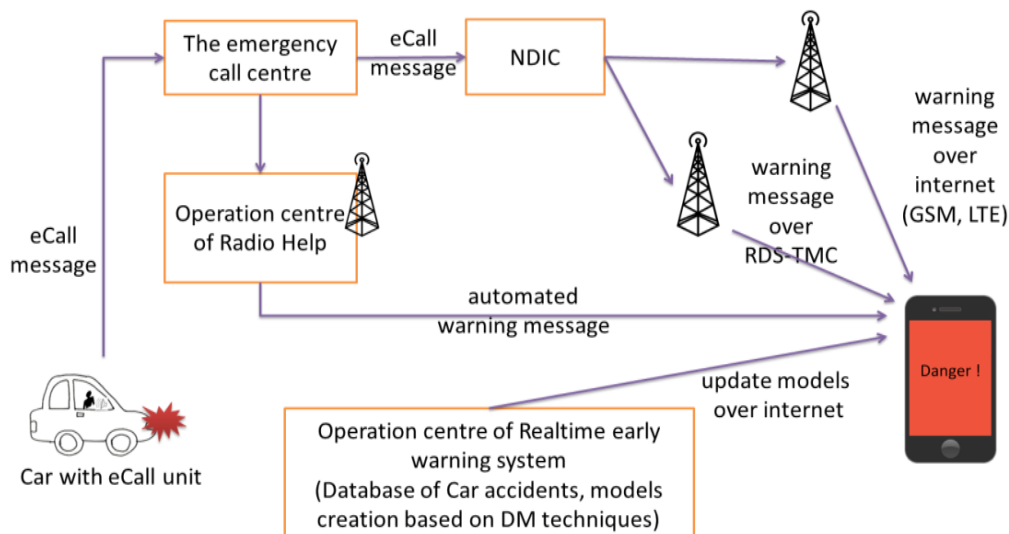 The emergency
call centre
eCall
message
NDIC
warning
message
over
internet
(GSM, LTE)
warning
message
over
RDS-TMC
Operation centre
of Radio Help
eCall
message
automated
warning message
Danger !
update models
over internet
Car with eCall unit
Operation centre of Realtime early
warning system
(Database of Car accidents, models
creation based on DM techniques)